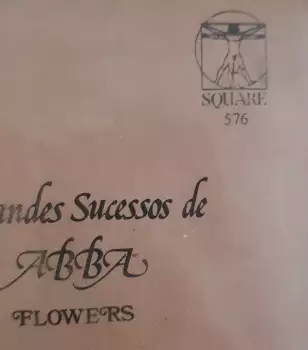 SQUARE
576
andes Sucessos de
ABBA
FLOWERS